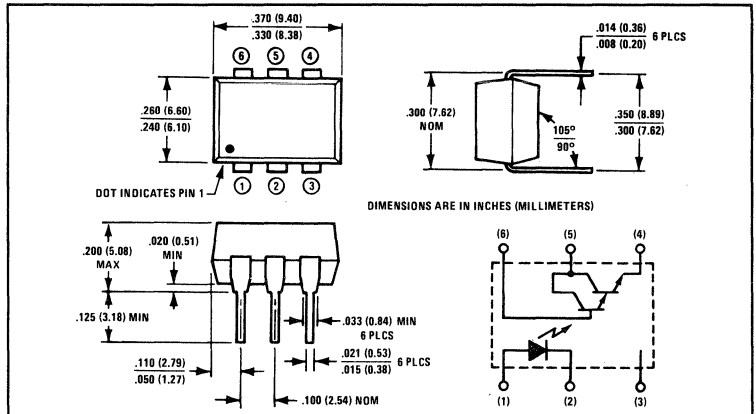 .370 (9.40)
.330 (8.38)
6 5 4
.260 (6.60)
.240 (6.10)
1 2 3
DOT INDICATES PIN 1
.014 (0.36)
.008 (0.20) 6 PLCS
.300 (7.62)
NOM
105°
90°
.350 (8.89)
.300 (7.62)
DIMENSIONS ARE IN INCHES (MILLIMETERS)
.200 (5.08)
MAX
.020 (0.51)
MIN
.125 (3.18) MIN
.033 (0.84) MIN
6 PLCS
.110 (2.79)
.050 (1.27)
.021 (0.53)
.015 (0.38) 6 PLCS
.100 (2.54) NOM
(6) (5) (4)
(1) (2) (3)